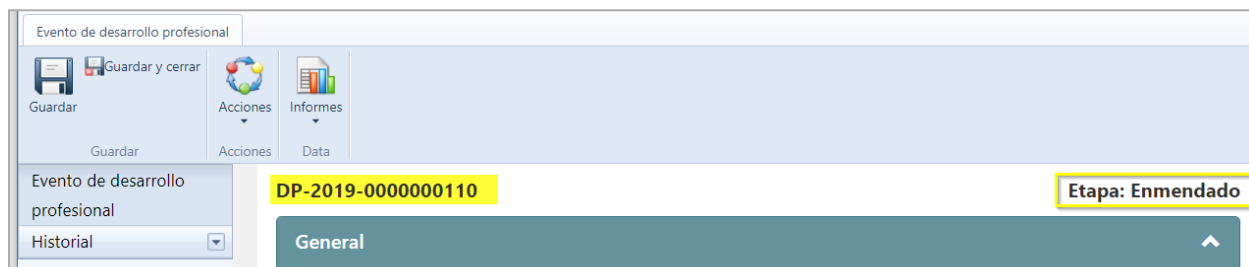 Evento de desarrollo profesional
Guardar y cerrar
Guardar
Acciones
Informes
Guardar
Acciones
Data
Evento de desarrollo
profesional
Historial
DP-2019-0000000110
Etapa: Enmendado
General